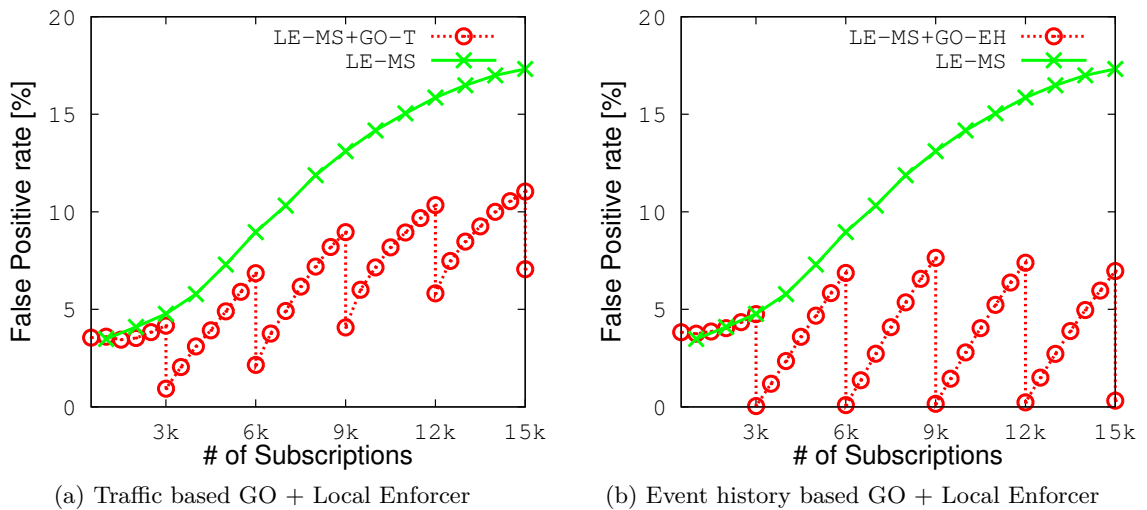 20
15
10
5
0
False Positive rate [%]
LE-MS+GO-T
LE-MS
3k 6k 9k 12k 15k
# of Subscriptions
(a) Traffic based GO + Local Enforcer
20
15
10
5
0
False Positive rate [%]
LE-MS+GO-EH
LE-MS
3k 6k 9k 12k 15k
# of Subscriptions
(b) Event history based GO + Local Enforcer